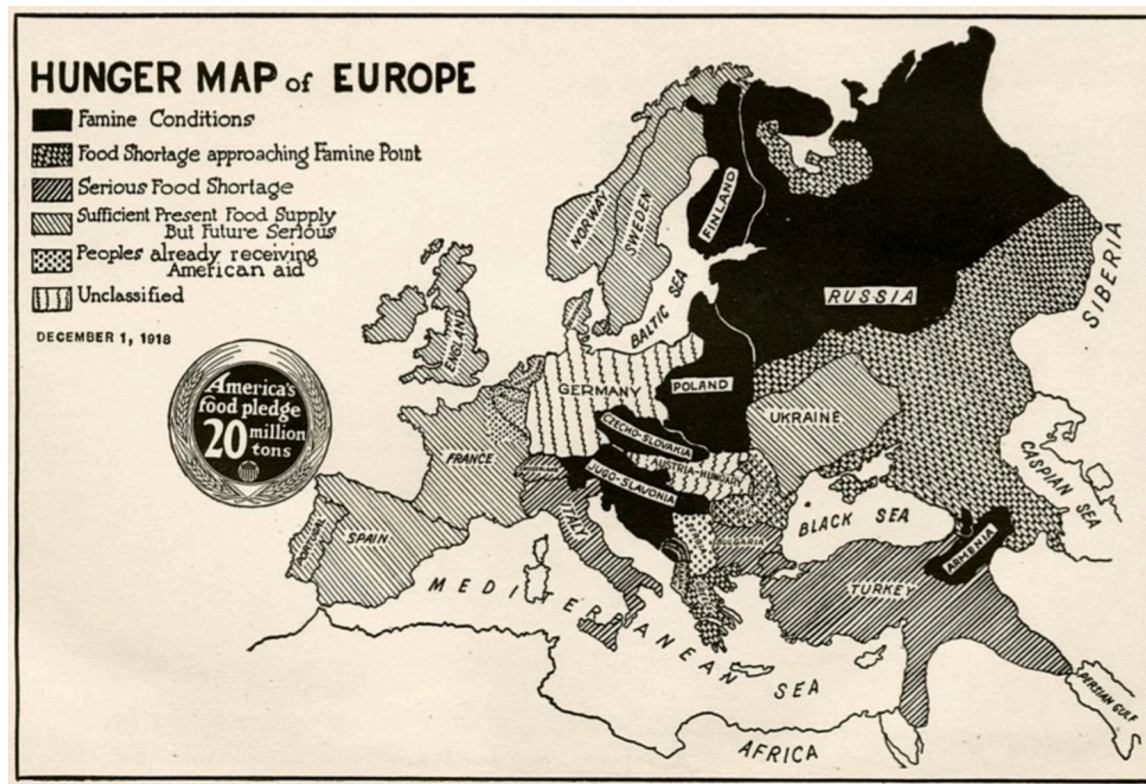 HUNGER MAP of EUROPE
Famine Conditions
Food Shortage approaching Famine Point
Serious Food Shortage
Sufficient Present Food Supply
But Future Serious
Peoples already receiving
American aid
Unclassified
DECEMBER 1, 1918
America's
food pledge
20 million
tons
NORWAY
SWEDEN
FINLAND
BALTIC SEA
RUSSIA
SIBERIA
ENGLAND
GERMANY
POLAND
UKRAINE
CZECHO-SLOVAKIA
FRANCE
AUSTRIA-HUNGARY
JUGO-SLAVONIA
CASPIAN SEA
ITALY
BLACK SEA
PORTUGAL
SPAIN
BULGARIA
ARMENIA
TURKEY
MEDITERRANEAN SEA
PERSIAN GULF
AFRICA